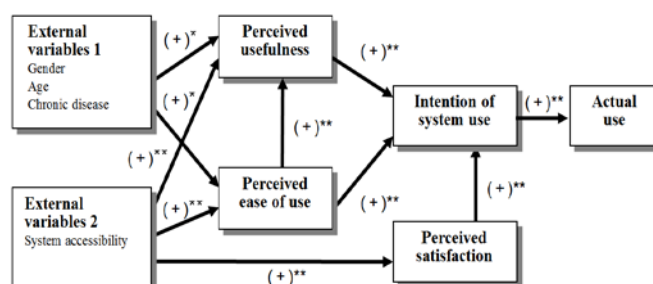 External
variables 1
Gender
Age
Chronic disease
(+)*
Perceived
usefulness
(+)**
(+)*
(+)**
Intention of
system use
(+)**
Actual
use
(+)**
External
variables 2
System accessibility
(+)**
Perceived
ease of use
(+)**
(+)**
Perceived
satisfaction
(+)**